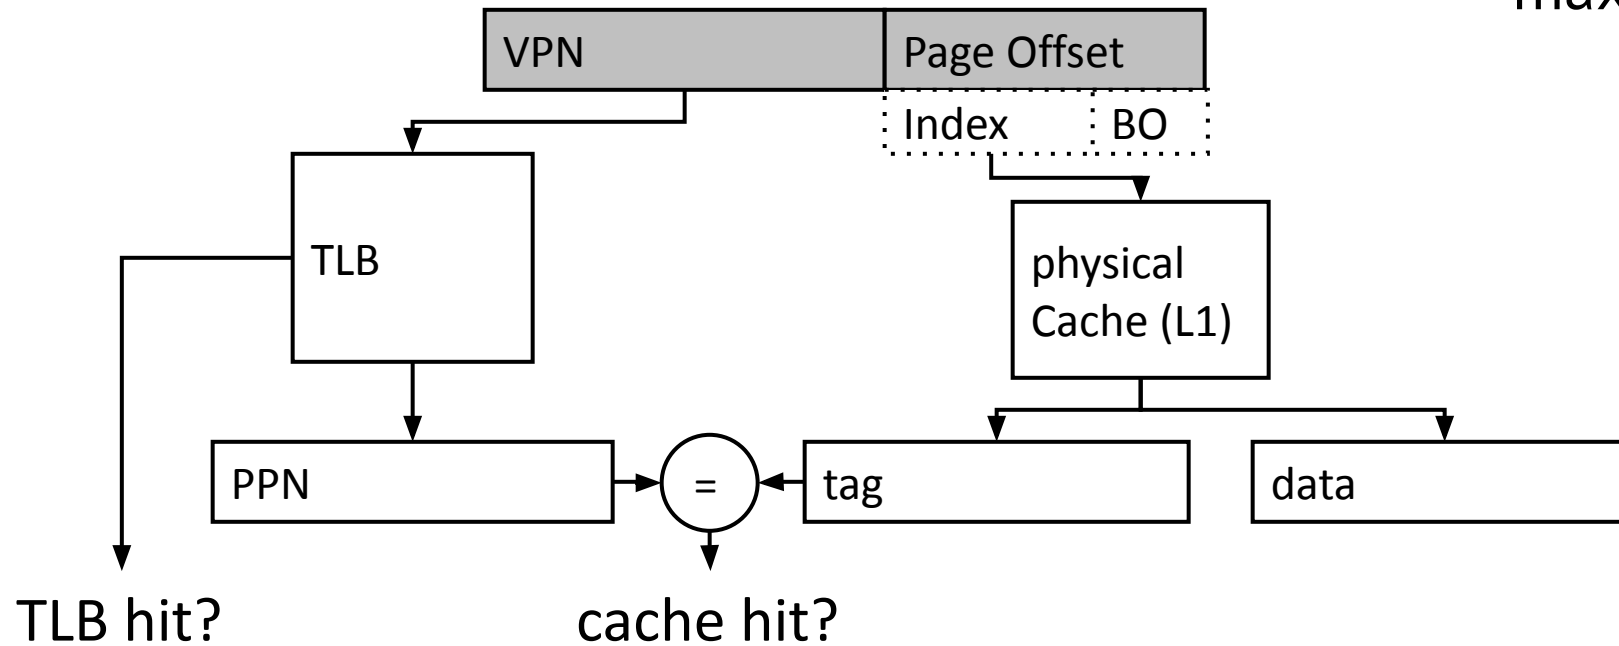 VPN
Page Offset
Index
BO
TLB
physical
Cache (L1)
PPN
=
tag
data
TLB hit?
cache hit?